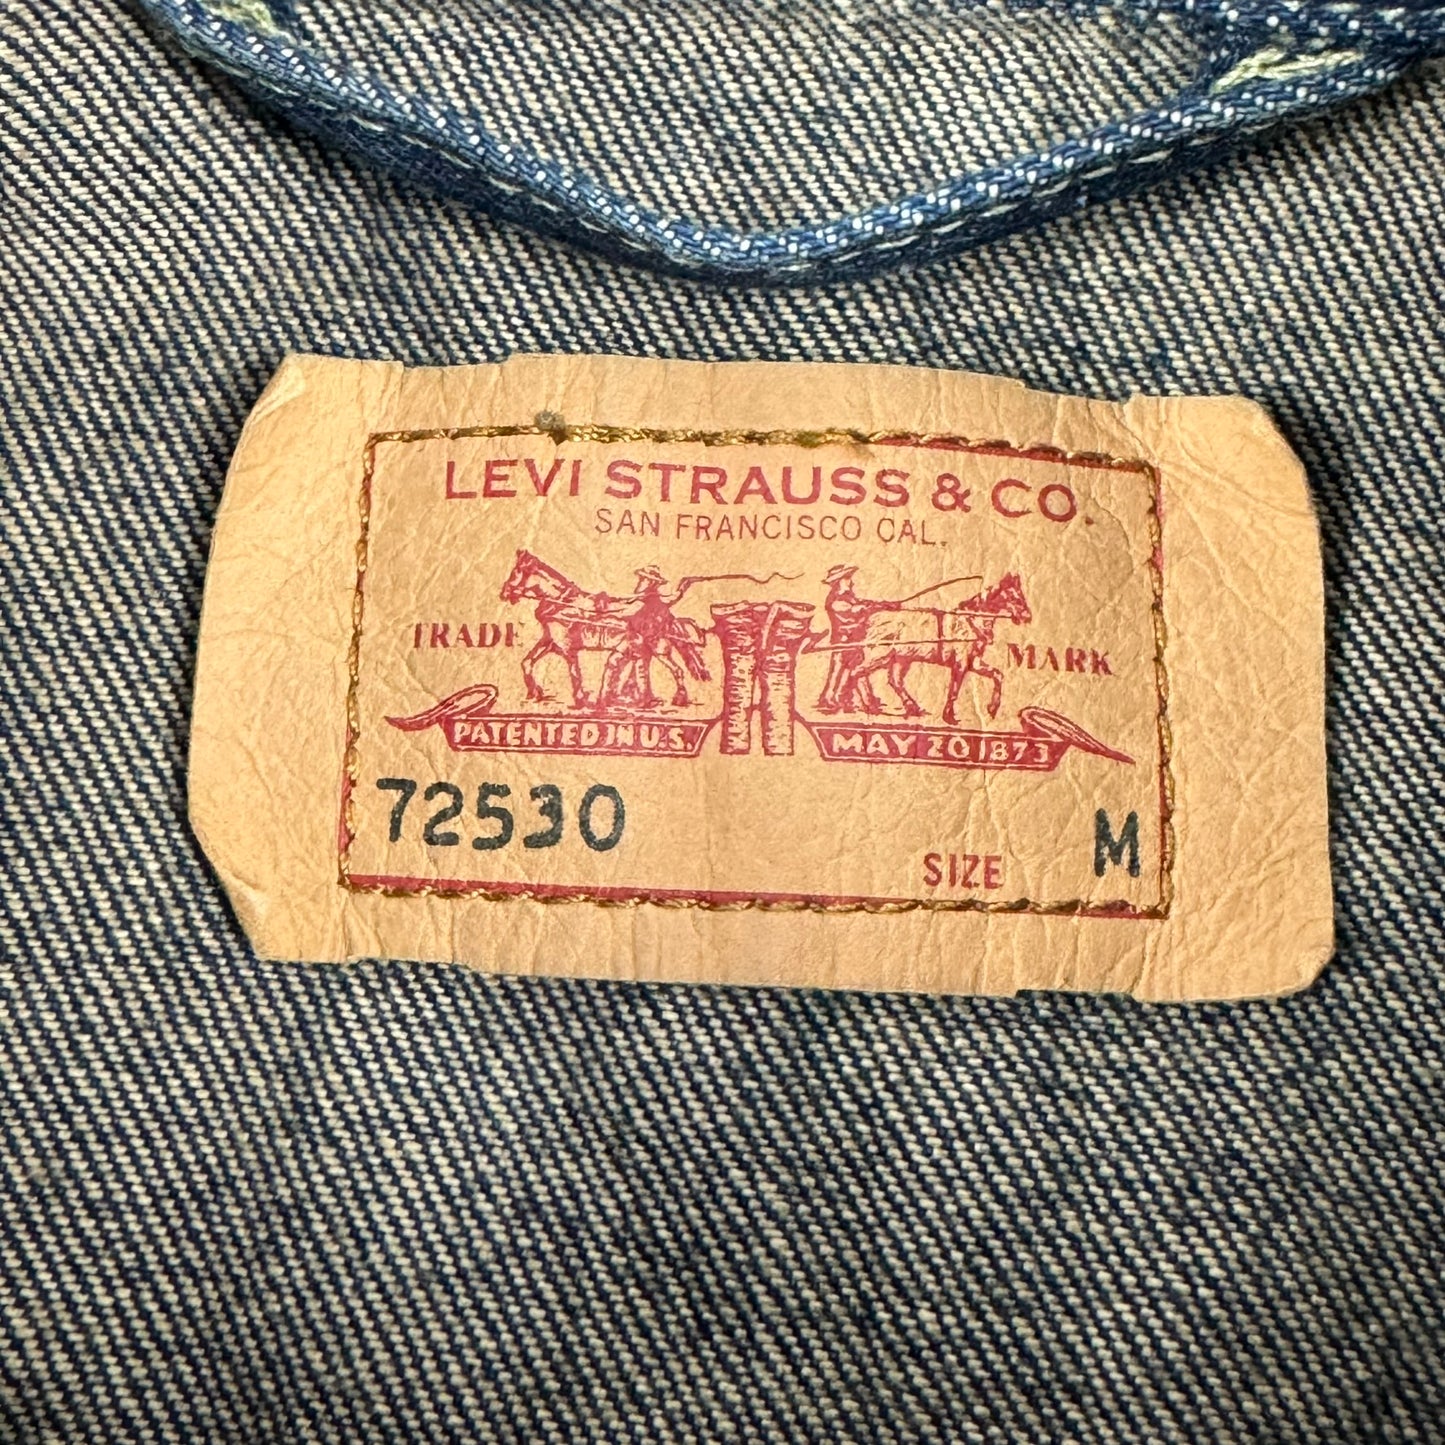 LEVI STRAUSS & CO.
SAN FRANCISCO CAL.
TRADE MARK
PATENTED IN U.S. MAY 20 1873
72530
SIZE M